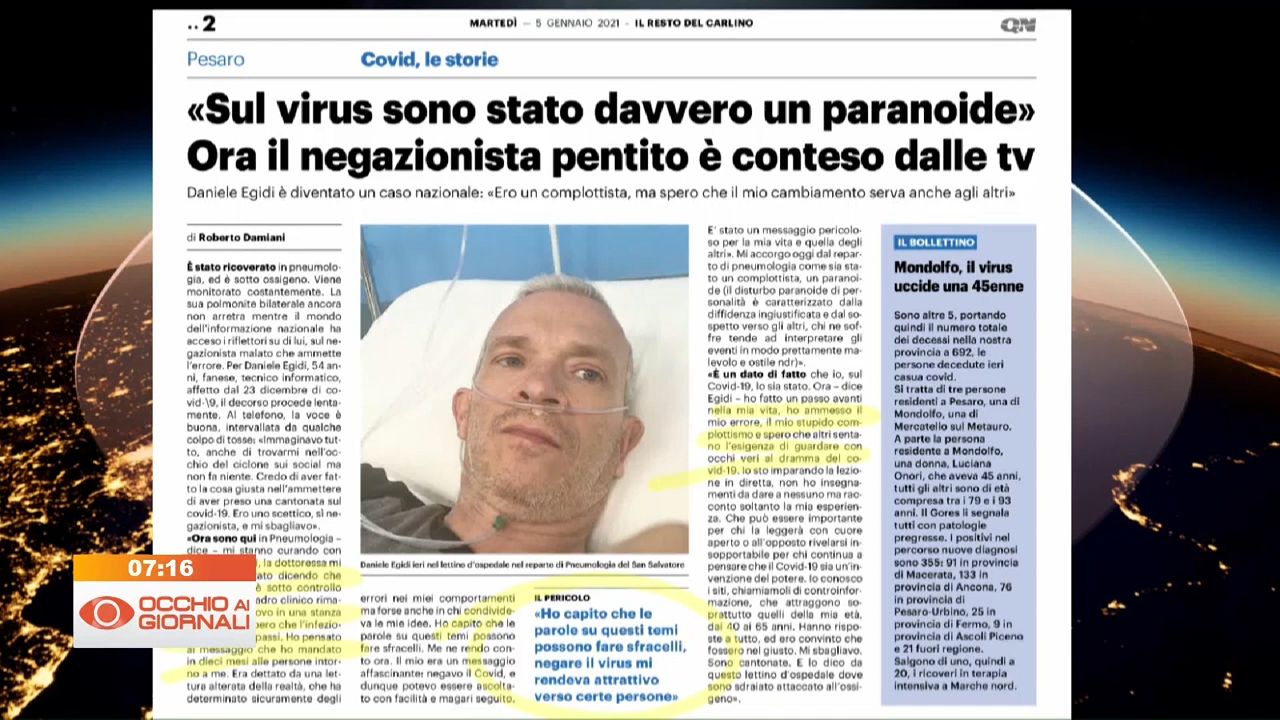 .. 2
MARTEDÌ — 5 GENNAIO 2021 - IL RESTO DEL CARLINO
QN
Pesaro
Covid, le storie
«Sul virus sono stato davvero un paranoide»
Ora il negazionista pentito è conteso dalle tv
Daniele Egidi è diventato un caso nazionale: «Ero un complottista, ma spero che il mio cambiamento serva anche agli altri»
di Roberto Damiani
È stato ricoverato in pneumolo-
gia, ed è sotto ossigeno. Viene
monitorato costantemente. La
sua polmonite bilaterale ancora
non arretra mentre il mondo
dell'informazione nazionale ha
acceso i riflettori su di lui, sul ne-
gazionista malato che ammette
l'errore. Per Daniele Egidi, 54 an-
ni, fanese, tecnico informatico,
affetto dal 23 dicembre di co-
vid-\9, il decorso procede lenta-
mente. Al telefono, la voce è
buona, intervallata da qualche
colpo di tosse: «Immaginavo tut-
to, anche di trovarmi nell'oc-
chio del ciclone sui social ma
non fa niente. Credo di aver fat-
to la cosa giusta nell'ammettere
di aver preso una cantonata sul
covid-19. Ero uno scettico, sì ne-
gazionista, e mi sbagliavo».
«Ora sono qui in Pneumologia –
dice – mi stanno curando con
, la dottoressa mi
ato dicendo che
è sotto controllo
adro clinico rima-
ovo in una stanza
pero che l'infezio-
passi. Ho pensato
al messaggio che ho mandato
in dieci mesi alle persone intor-
no a me. Era dettato da una let-
tura alterata della realtà, che ha
determinato sicuramente degli
Daniele Egidi ieri nel lettino d'ospedale nel reparto di Pneumologia del San Salvatore
errori nei miei comportamenti
ma forse anche in chi condivide-
va le mie idee. Ho capito che le
parole su questi temi possono
fare sfracelli. Me ne rendo con-
to ora. Il mio era un messaggio
affascinante: negavo il Covid, e
dunque potevo essere ascolta-
to con facilità e magari seguito.
IL PERICOLO
«Ho capito che le
parole su questi temi
possono fare sfracelli,
negare il virus mi
rendeva attrattivo
verso certe persone»
E' stato un messaggio pericolo-
so per la mia vita e quella degli
altri». Mi accorgo oggi dal repar-
to di pneumologia come sia sta-
to un complottista, un paranoi-
de (il disturbo paranoide di per-
sonalità è caratterizzato dalla
diffidenza ingiustificata e dal so-
spetto verso gli altri, chi ne sof-
fre tende ad interpretare gli
eventi in modo prettamente ma-
levolo e ostile ndr)».
«È un dato di fatto che io, sul
Covid-19, lo sia stato. Ora – dice
Egidi – ho fatto un passo avanti
nella mia vita, ho ammesso il
mio errore, il mio stupido com-
plottismo e spero che altri senta-
no l'esigenza di guardare con
occhi veri al dramma del co-
vid-19. Io sto imparando la lezio-
ne in diretta, non ho insegna-
menti da dare a nessuno ma rac-
conto soltanto la mia esperien-
za. Che può essere importante
per chi la leggerà con cuore
aperto o all'opposto rivelarsi in-
sopportabile per chi continua a
pensare che il Covid-19 sia un'in-
venzione del potere. Io conosco
i siti, chiamiamoli di controinfor-
mazione, che attraggono so-
prattutto quelli della mia età,
dai 40 ai 65 anni. Hanno rispo-
ste a tutto, ed ero convinto che
fossero nel giusto. Mi sbagliavo.
Sono cantonate. E lo dico da
questo lettino d'ospedale dove
sono sdraiato attaccato all'ossi-
geno».
IL BOLLETTINO
Mondolfo, il virus
uccide una 45enne
Sono altre 5, portando
quindi il numero totale
dei decessi nella nostra
provincia a 692, le
persone decedute ieri
casua covid.
Si tratta di tre persone
residenti a Pesaro, una di
Mondolfo, una di
Mercatello sul Metauro.
A parte la persona
residente a Mondolfo,
una donna, Luciana
Onori, che aveva 45 anni,
tutti gli altri sono di età
compresa tra i 79 e i 93
anni. Il Gores li segnala
tutti con patologie
pregresse. I positivi nel
percorso nuove diagnosi
sono 355: 91 in provincia
di Macerata, 133 in
provincia di Ancona, 76
in provincia di
Pesaro-Urbino, 25 in
provincia di Fermo, 9 in
provincia di Ascoli Piceno
e 21 fuori regione.
Salgono di uno, quindi a
20, i ricoveri in terapia
intensiva a Marche nord.
07:16
OCCHIO AI
GIORNALI